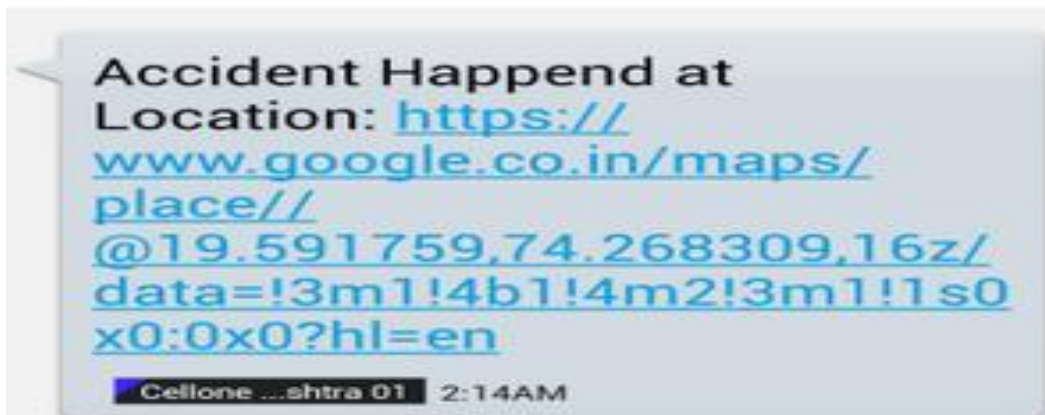 Accident Happend at
Location: https://
www.google.co.in/maps/
place//
@19.591759,74.268309,16z/
data=!3m1!4b1!4m2!3m1!1s0
x0:0x0?hl=en
Cellone ...shtra 01 2:14AM